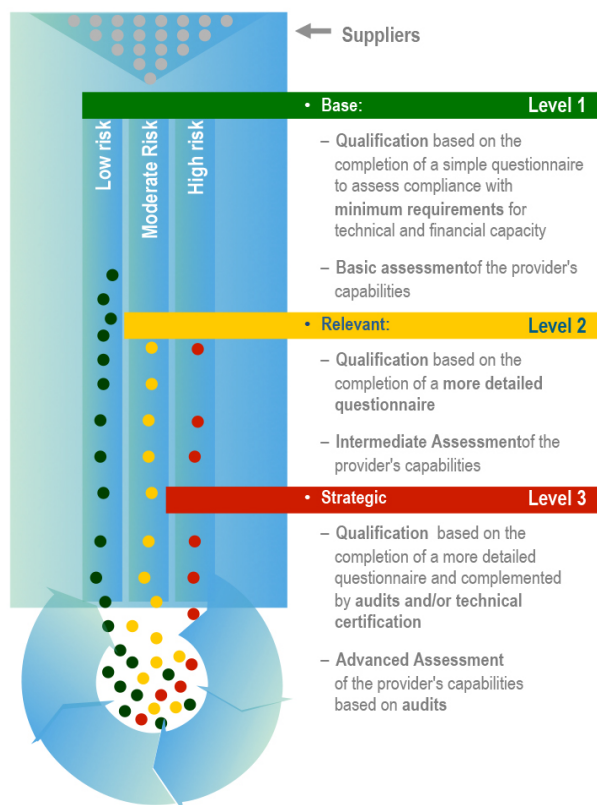 Suppliers
• Base: Level 1
Low risk
Moderate Risk
High risk
– Qualification based on the
completion of a simple questionnaire
to assess compliance with
minimum requirements for
technical and financial capacity
– Basic assessmentof the provider's
capabilities
• Relevant: Level 2
– Qualification based on the
completion of a more detailed
questionnaire
– Intermediate Assessmentof the
provider's capabilities
• Strategic Level 3
– Qualification based on the
completion of a more detailed
questionnaire and complemented
by audits and/or technical
certification
– Advanced Assessment
of the provider's capabilities
based on audits